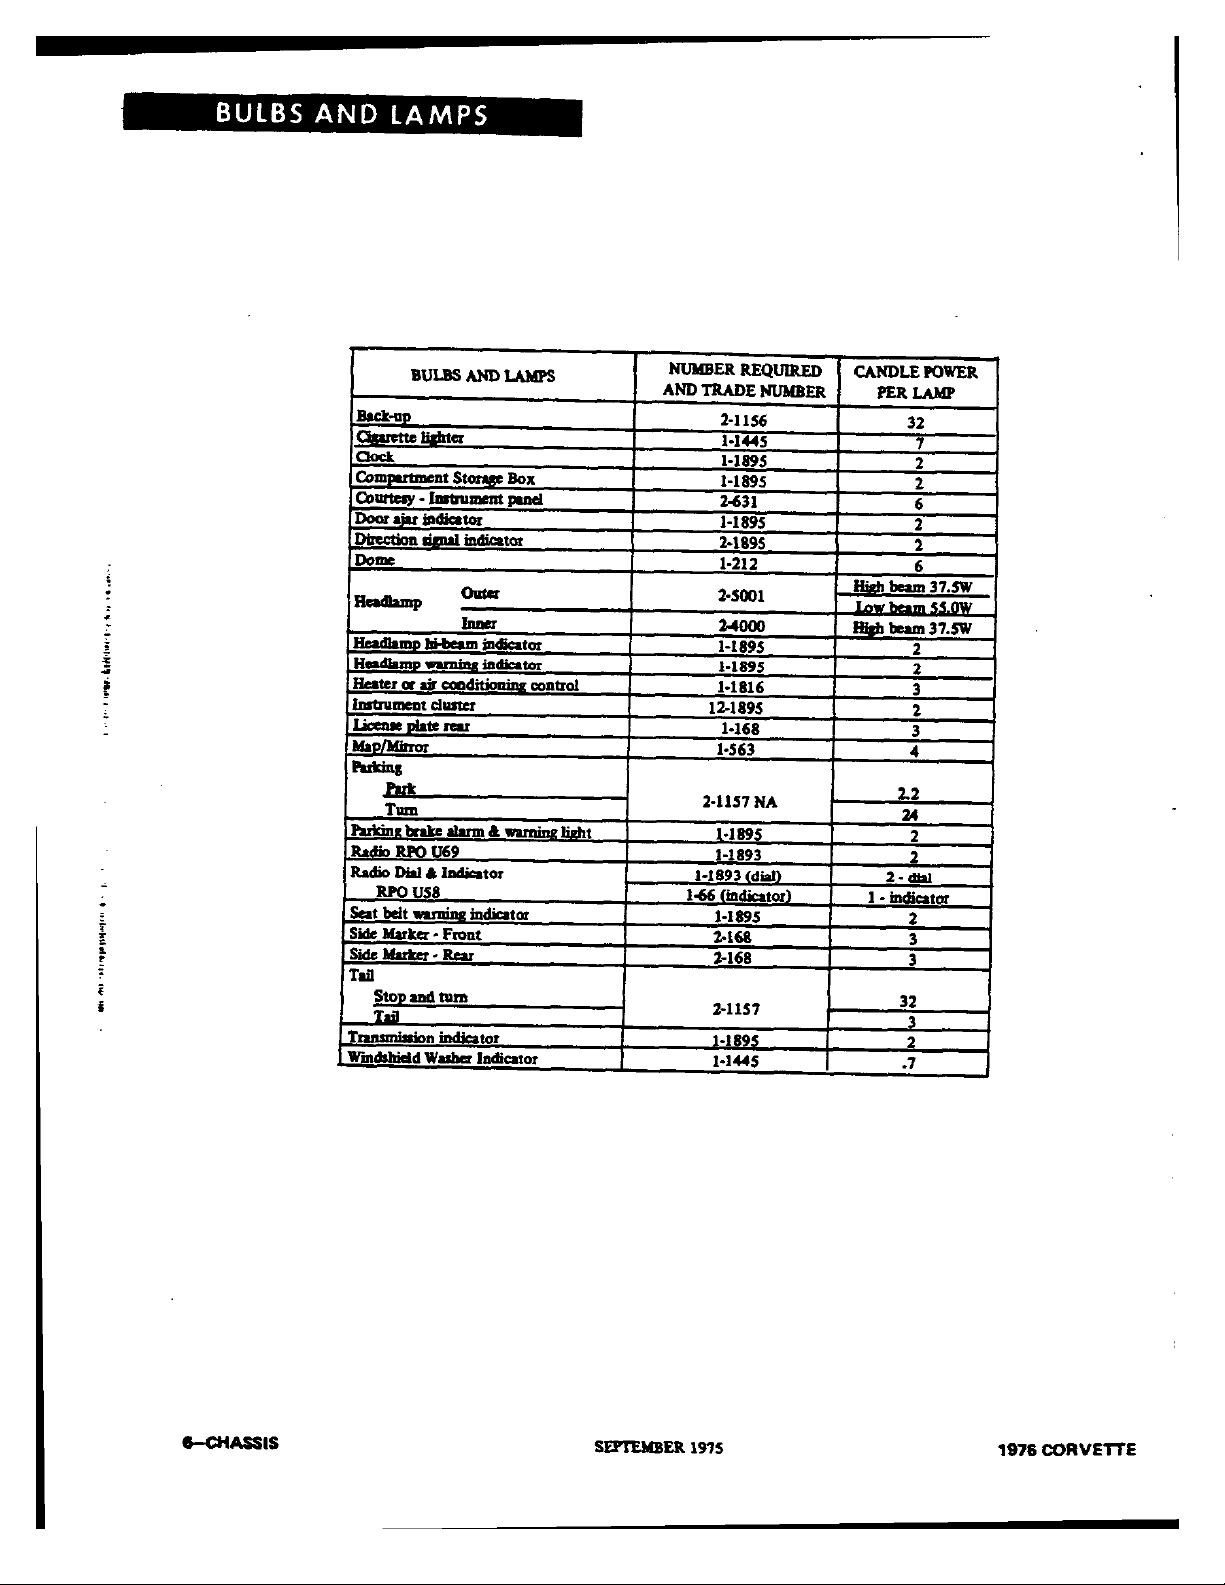 BULBS AND LAMPS
BULBS AND LAMPS NUMBER REQUIRED AND TRADE NUMBER CANDLE POWER PER LAMP
Back-up 2-1156 32
Cigarette lighter 1-1445 7
Clock 1-1895 2
Compartment Storage Box 1-1895 2
Courtesy - Instrument panel 2-631 6
Door ajar indicator 1-1895 2
Direction signal indicator 2-1895 2
Dome 1-212 6
Headlamp Outer 2-5001 High beam 37.5W
Low beam 55.0W
Inner 2-4000 High beam 37.5W
Headlamp hi-beam indicator 1-1895 2
Headlamp warning indicator 1-1895 2
Heater or air conditioning control 1-1816 3
Instrument cluster 12-1895 2
License plate rear 1-168 3
Map/Mirror 1-563 4
Parking
Park 2-1157 NA 2.2
Turn 24
Parking brake alarm & warning light 1-1895 2
Radio RPO U69 1-1893 2
Radio Dial & Indicator 1-1893 (dial) 2 - dial
RPO U58 1-66 (indicator) 1 - indicator
Seat belt warning indicator 1-1895 2
Side Marker - Front 2-168 3
Side Marker - Rear 2-168 3
Tail
Stop and turn 2-1157 32
Tail 3
Transmission indicator 1-1895 2
Windshield Washer Indicator 1-1445 .7
6—CHASSIS SEPTEMBER 1975 1976 CORVETTE